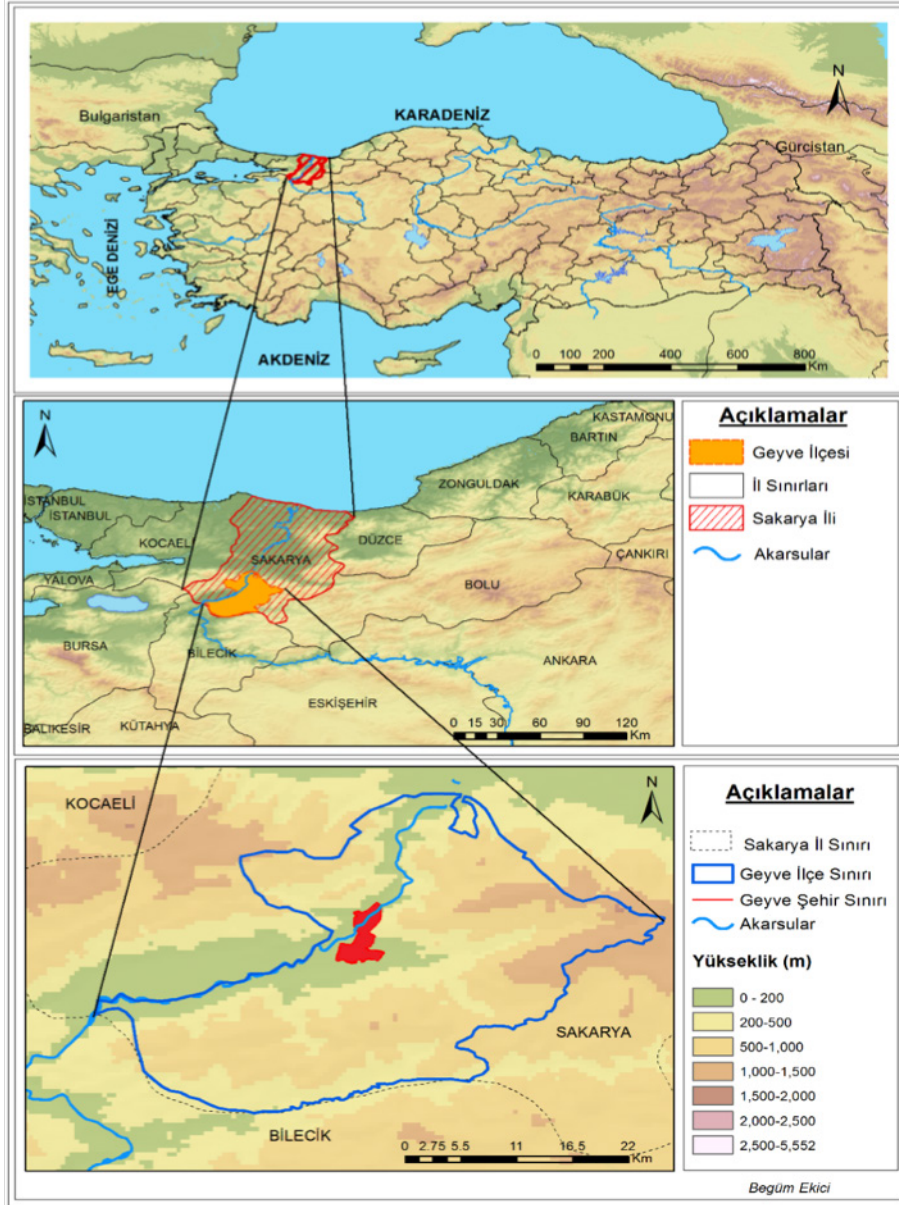 N
Bulgaristan
KARADENİZ
Gürcistan
EGE DENİZİ
AKDENİZ
0 100 200 400 600 800
Km
N
KASTAMONU
BARTIN
ZONGULDAK
KARABÜK
İSTANBUL
İSTANBUL
KOCAELİ
SAKARYA
DÜZCE
ÇANKIRI
YALOVA
BOLU
BURSA
BİLECİK
ANKARA
ESKİŞEHİR
BALIKESİR
KÜTAHYA
0 15 30 60 90 120
Km
Açıklamalar
Geyve İlçesi
İl Sınırları
Sakarya İli
Akarsular
N
KOCAELİ
SAKARYA
BİLECİK
0 2.75 5.5 11 16.5 22
Km
Açıklamalar
Sakarya İl Sınırı
Geyve İlçe Sınırı
Geyve Şehir Sınırı
Akarsular
Yükseklik (m)
0 - 200
200-500
500-1,000
1,000-1,500
1,500-2,000
2,000-2,500
2,500-5,552
Begüm Ekici